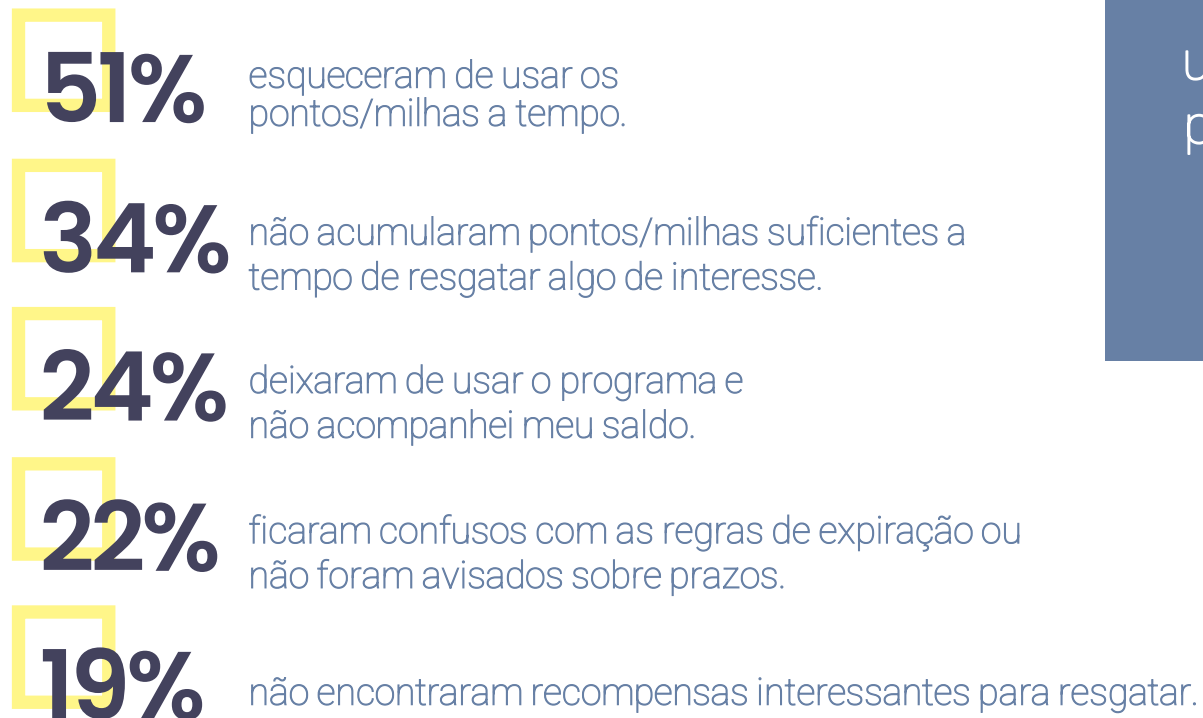 51%
esqueceram de usar os
pontos/milhas a tempo.
34%
não acumularam pontos/milhas suficientes a
tempo de resgatar algo de interesse.
24%
deixaram de usar o programa e
não acompanhei meu saldo.
22%
ficaram confusos com as regras de expiração ou
não foram avisados sobre prazos.
19%
não encontraram recompensas interessantes para resgatar.